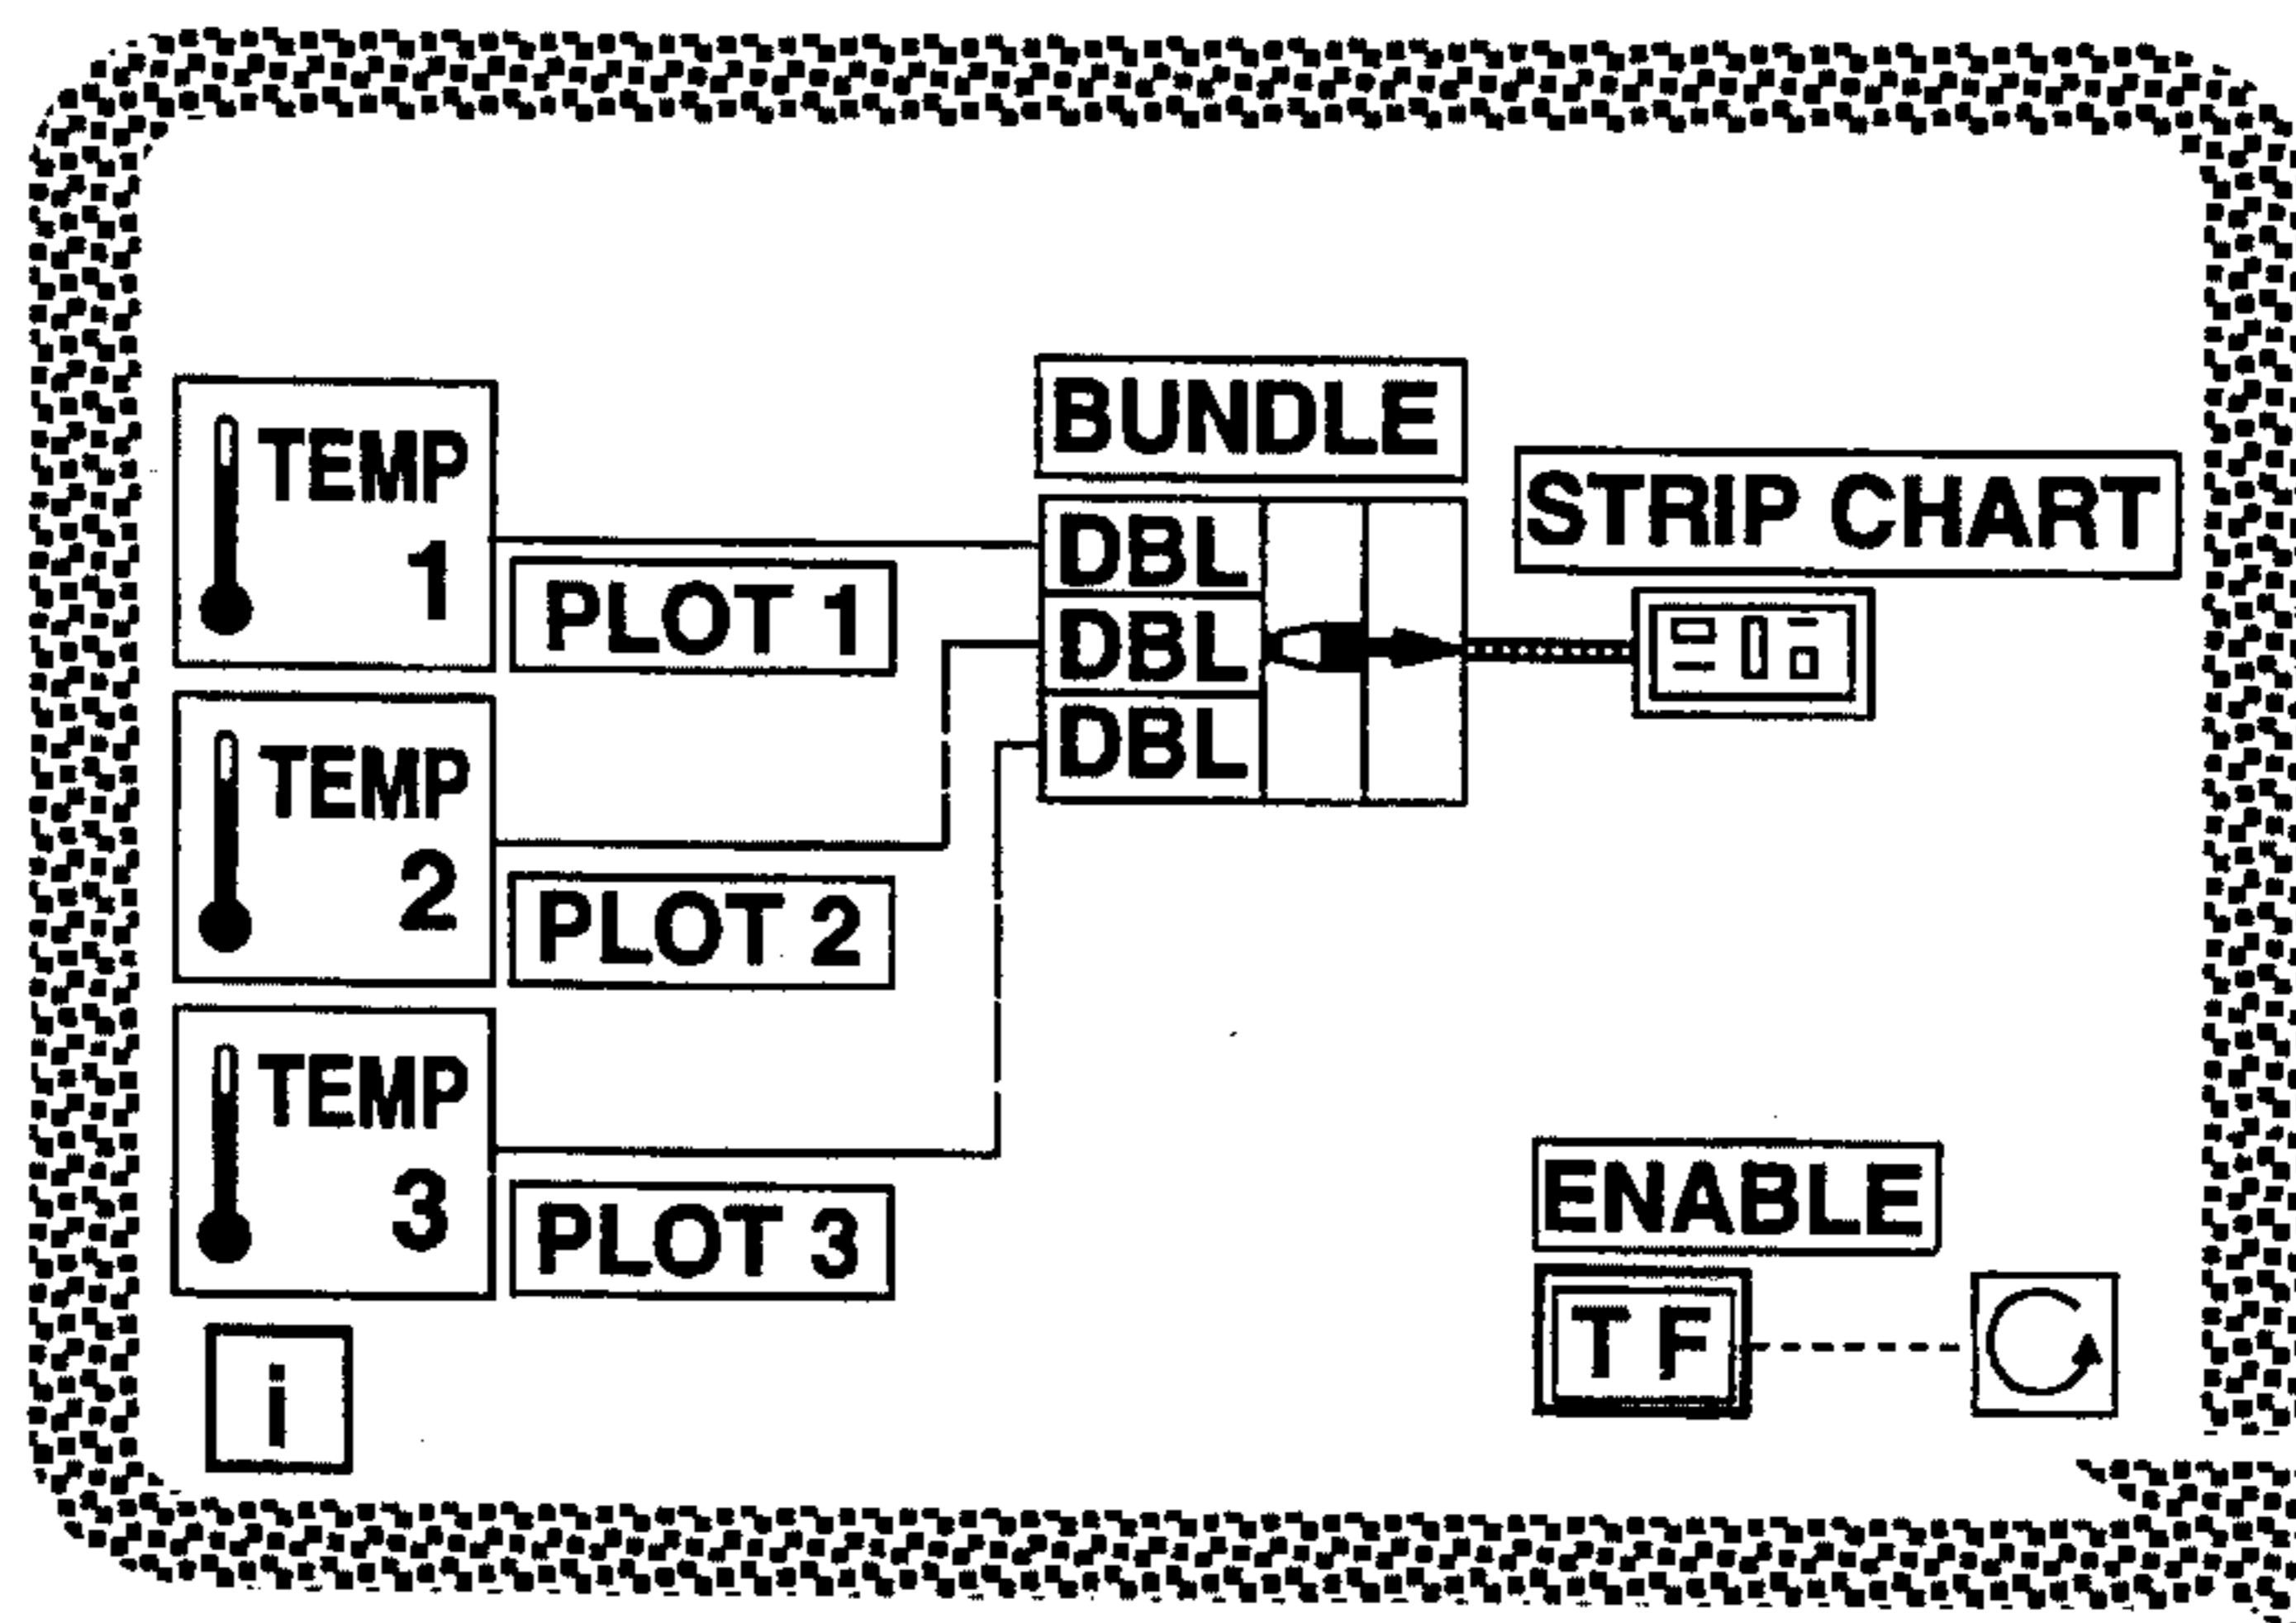 BUNDLE
STRIP CHART
TEMP
1
DBL
DBL
DBL
PLOT 1
TEMP
2
PLOT 2
TEMP
3
PLOT 3
ENABLE
T F
i